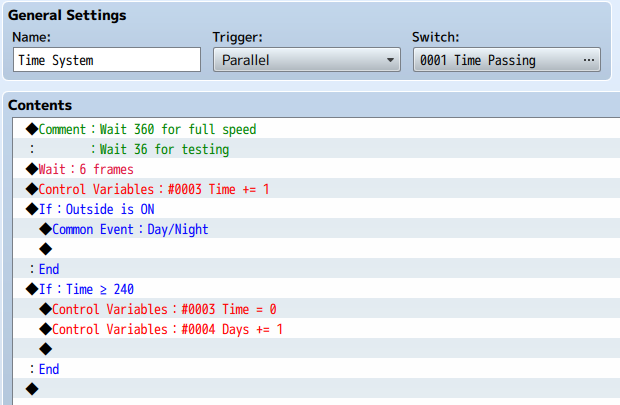 General Settings
Name: Trigger: Switch:
Time System Parallel 0001 Time Passing ...
Contents
◆Comment：Wait 360 for full speed
：　　　：Wait 36 for testing
◆Wait：6 frames
◆Control Variables：#0003 Time += 1
◆If：Outside is ON
◆Common Event：Day/Night
◆
：End
◆If：Time ≥ 240
◆Control Variables：#0003 Time = 0
◆Control Variables：#0004 Days += 1
◆
：End
◆